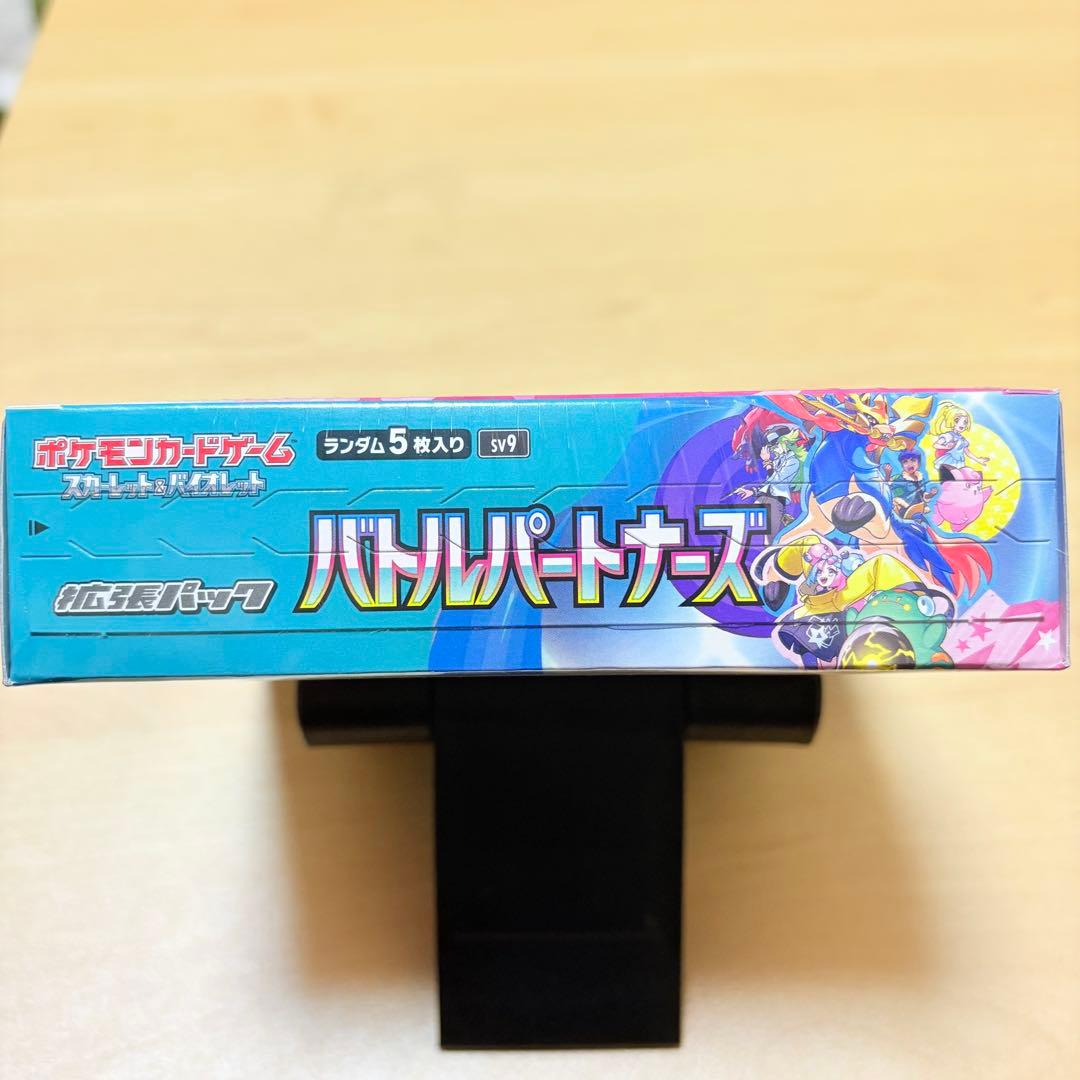 ポケモンカードゲーム
スカーレット&バイオレット
ランダム5枚入り SV9
拡張パック
バトルパートナーズ